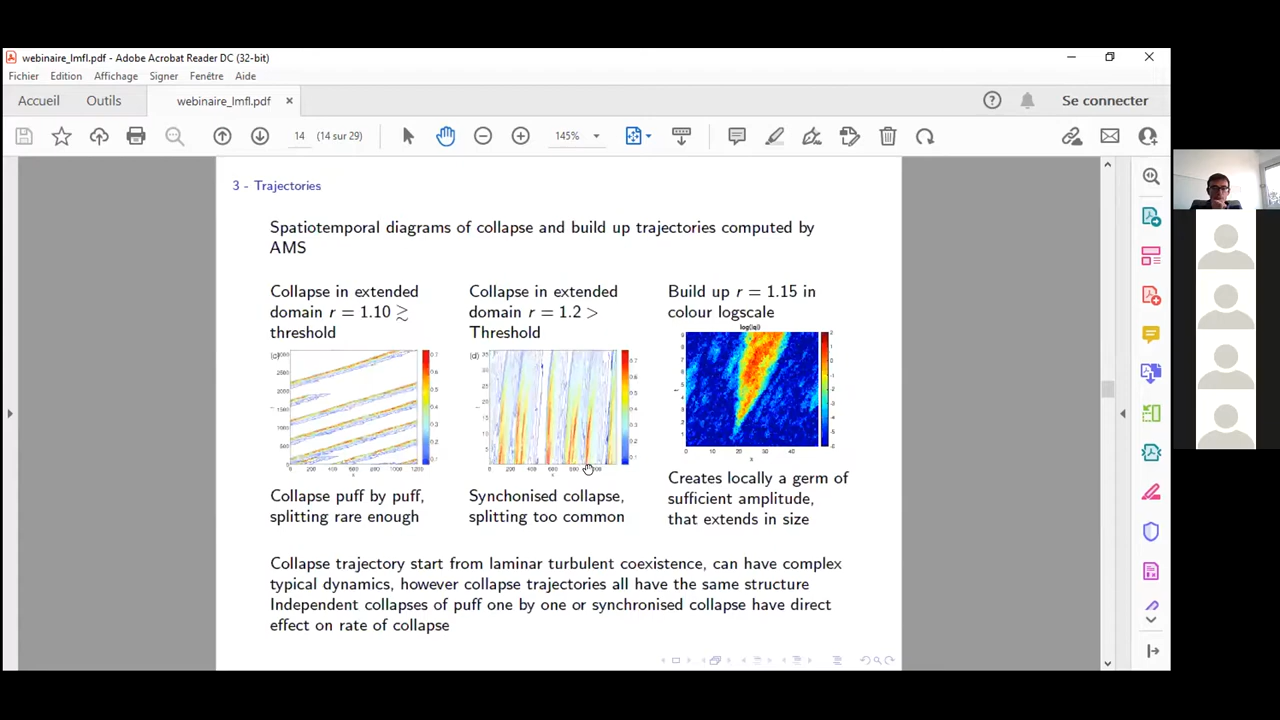 webinaire_lmfl.pdf - Adobe Acrobat Reader DC (32-bit)
Fichier Edition Affichage Signer Fenêtre Aide
Accueil Outils webinaire_lmfl.pdf × Se connecter
14 (14 sur 29) 145%
3 - Trajectories
Spatiotemporal diagrams of collapse and build up trajectories computed by
AMS
Collapse in extended
domain r = 1.10 ≳
threshold
Collapse in extended
domain r = 1.2 >
Threshold
Build up r = 1.15 in
colour logscale
log(|q|)
(c)
(d)
Collapse puff by puff,
splitting rare enough
Synchonised collapse,
splitting too common
Creates locally a germ of
sufficient amplitude,
that extends in size
Collapse trajectory start from laminar turbulent coexistence, can have complex
typical dynamics, however collapse trajectories all have the same structure
Independent collapses of puff one by one or synchronised collapse have direct
effect on rate of collapse